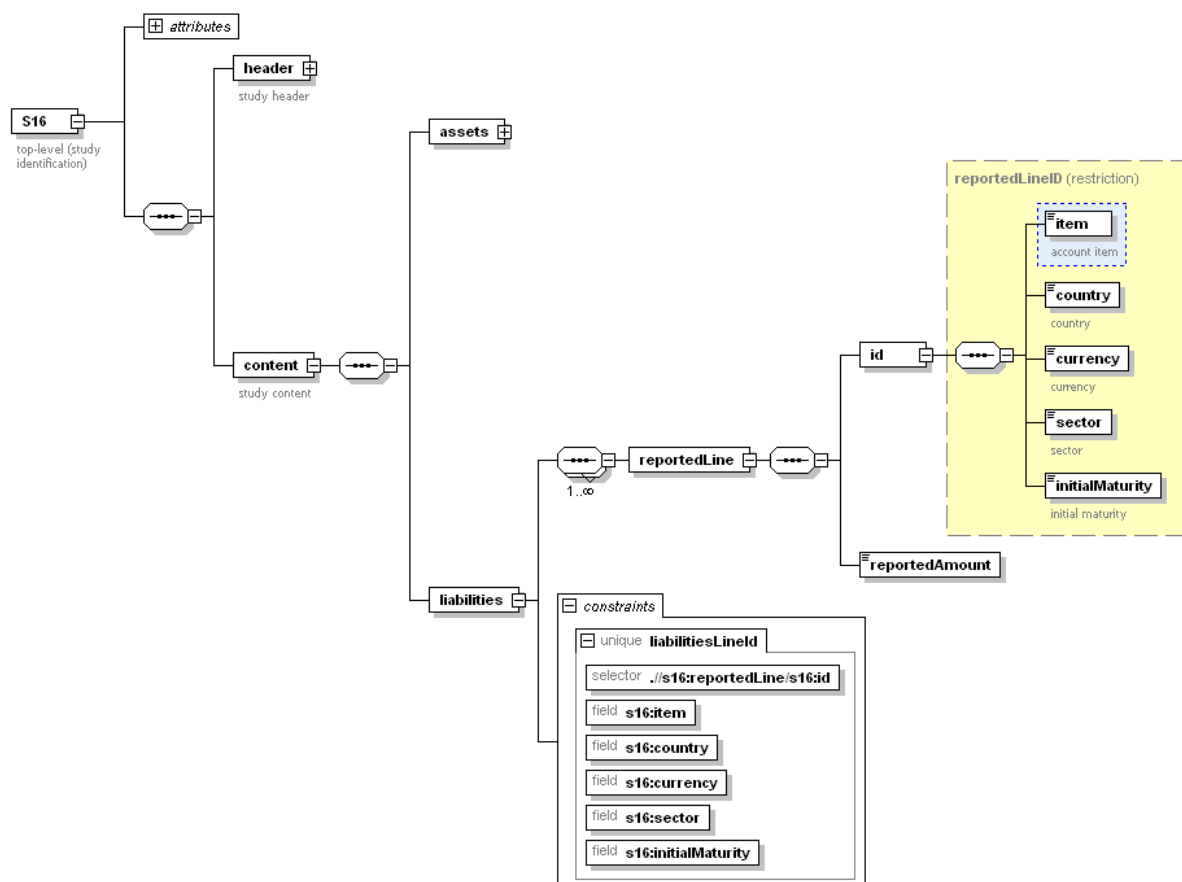 attributes
header
study header
S16
top-level (study
identification)
assets
reportedLineID (restriction)
item
account item
country
country
id
currency
content
study content
currency
sector
sector
reportedLine
1..∞
initialMaturity
initial maturity
reportedAmount
liabilities
constraints
unique liabilitiesLineId
selector .//s16:reportedLine/s16:id
field s16:item
field s16:country
field s16:currency
field s16:sector
field s16:initialMaturity